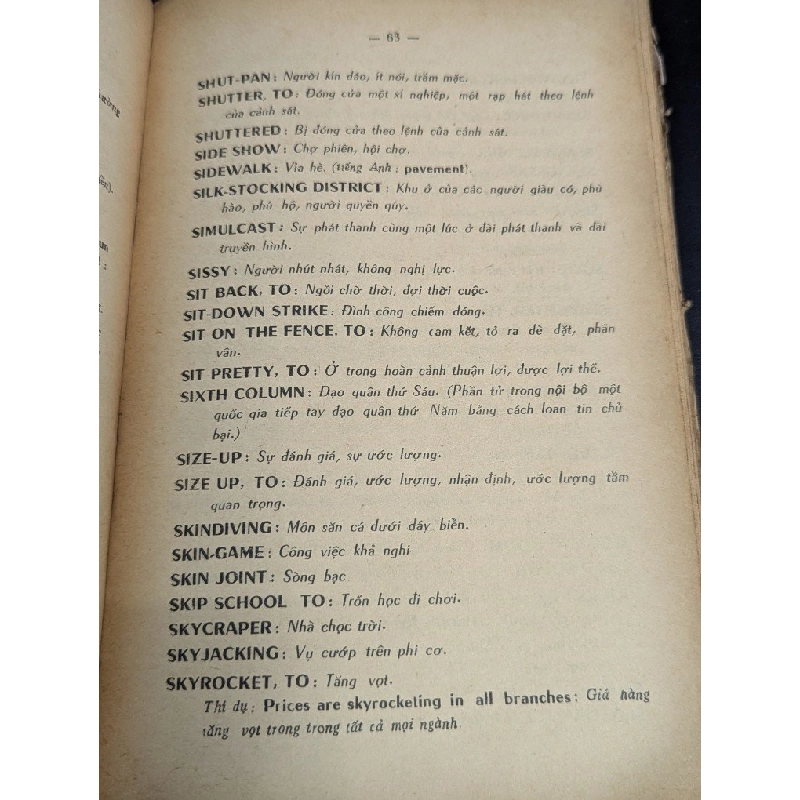 — 63 —
SHUT-PAN : Người kín đáo, ít nói, trầm mặc.
SHUTTER, TO : Đóng cửa một xí nghiệp, một rạp hát theo lệnh
của cảnh sát.
SHUTTERED : Bị đóng cửa theo lệnh của cảnh sát.
SIDE SHOW : Chợ phiên, hội chợ.
SIDEWALK : Vỉa hè. (tiếng Anh : pavement).
SILK-STOCKING DISTRICT : Khu ở của các người giàu có, phú
hào, phú hộ, người quyền qúy.
SIMULCAST : Sự phát thanh cùng một lúc ở đài phát thanh và đài
truyền hình.
SISSY : Người nhút nhát, không nghị lực.
SIT BACK, TO : Ngồi chờ thời, đợi thời cuộc.
SIT-DOWN STRIKE : Đình công chiếm đóng.
SIT ON THE FENCE, TO : Không cam kết, tỏ ra dè dặt, phân
vân.
SIT PRETTY, TO : Ở trong hoàn cảnh thuận lợi, được lợi thế.
SIXTH COLUMN : Đạo quân thứ Sáu. (Phần tử trong nội bộ một
quốc gia tiếp tay đạo quân thứ Năm bằng cách loan tin chủ
bại.)
SIZE-UP : Sự đánh giá, sự ước lượng.
SIZE UP, TO : Đánh giá, ước lượng, nhận định, ước lượng tầm
quan trọng.
SKINDIVING : Môn săn cá dưới đáy biển.
SKIN-GAME : Công việc khả nghi
SKIN JOINT : Sòng bạc
SKIP SCHOOL TO : Trốn học đi chơi.
SKYCRAPER : Nhà chọc trời.
SKYJACKING : Vụ cướp trên phi cơ.
SKYROCKET, TO : Tăng vọt.
Thí dụ : Prices are skyrocketing in all branches : Giá hàng
tăng vọt trong trong tất cả mọi ngành